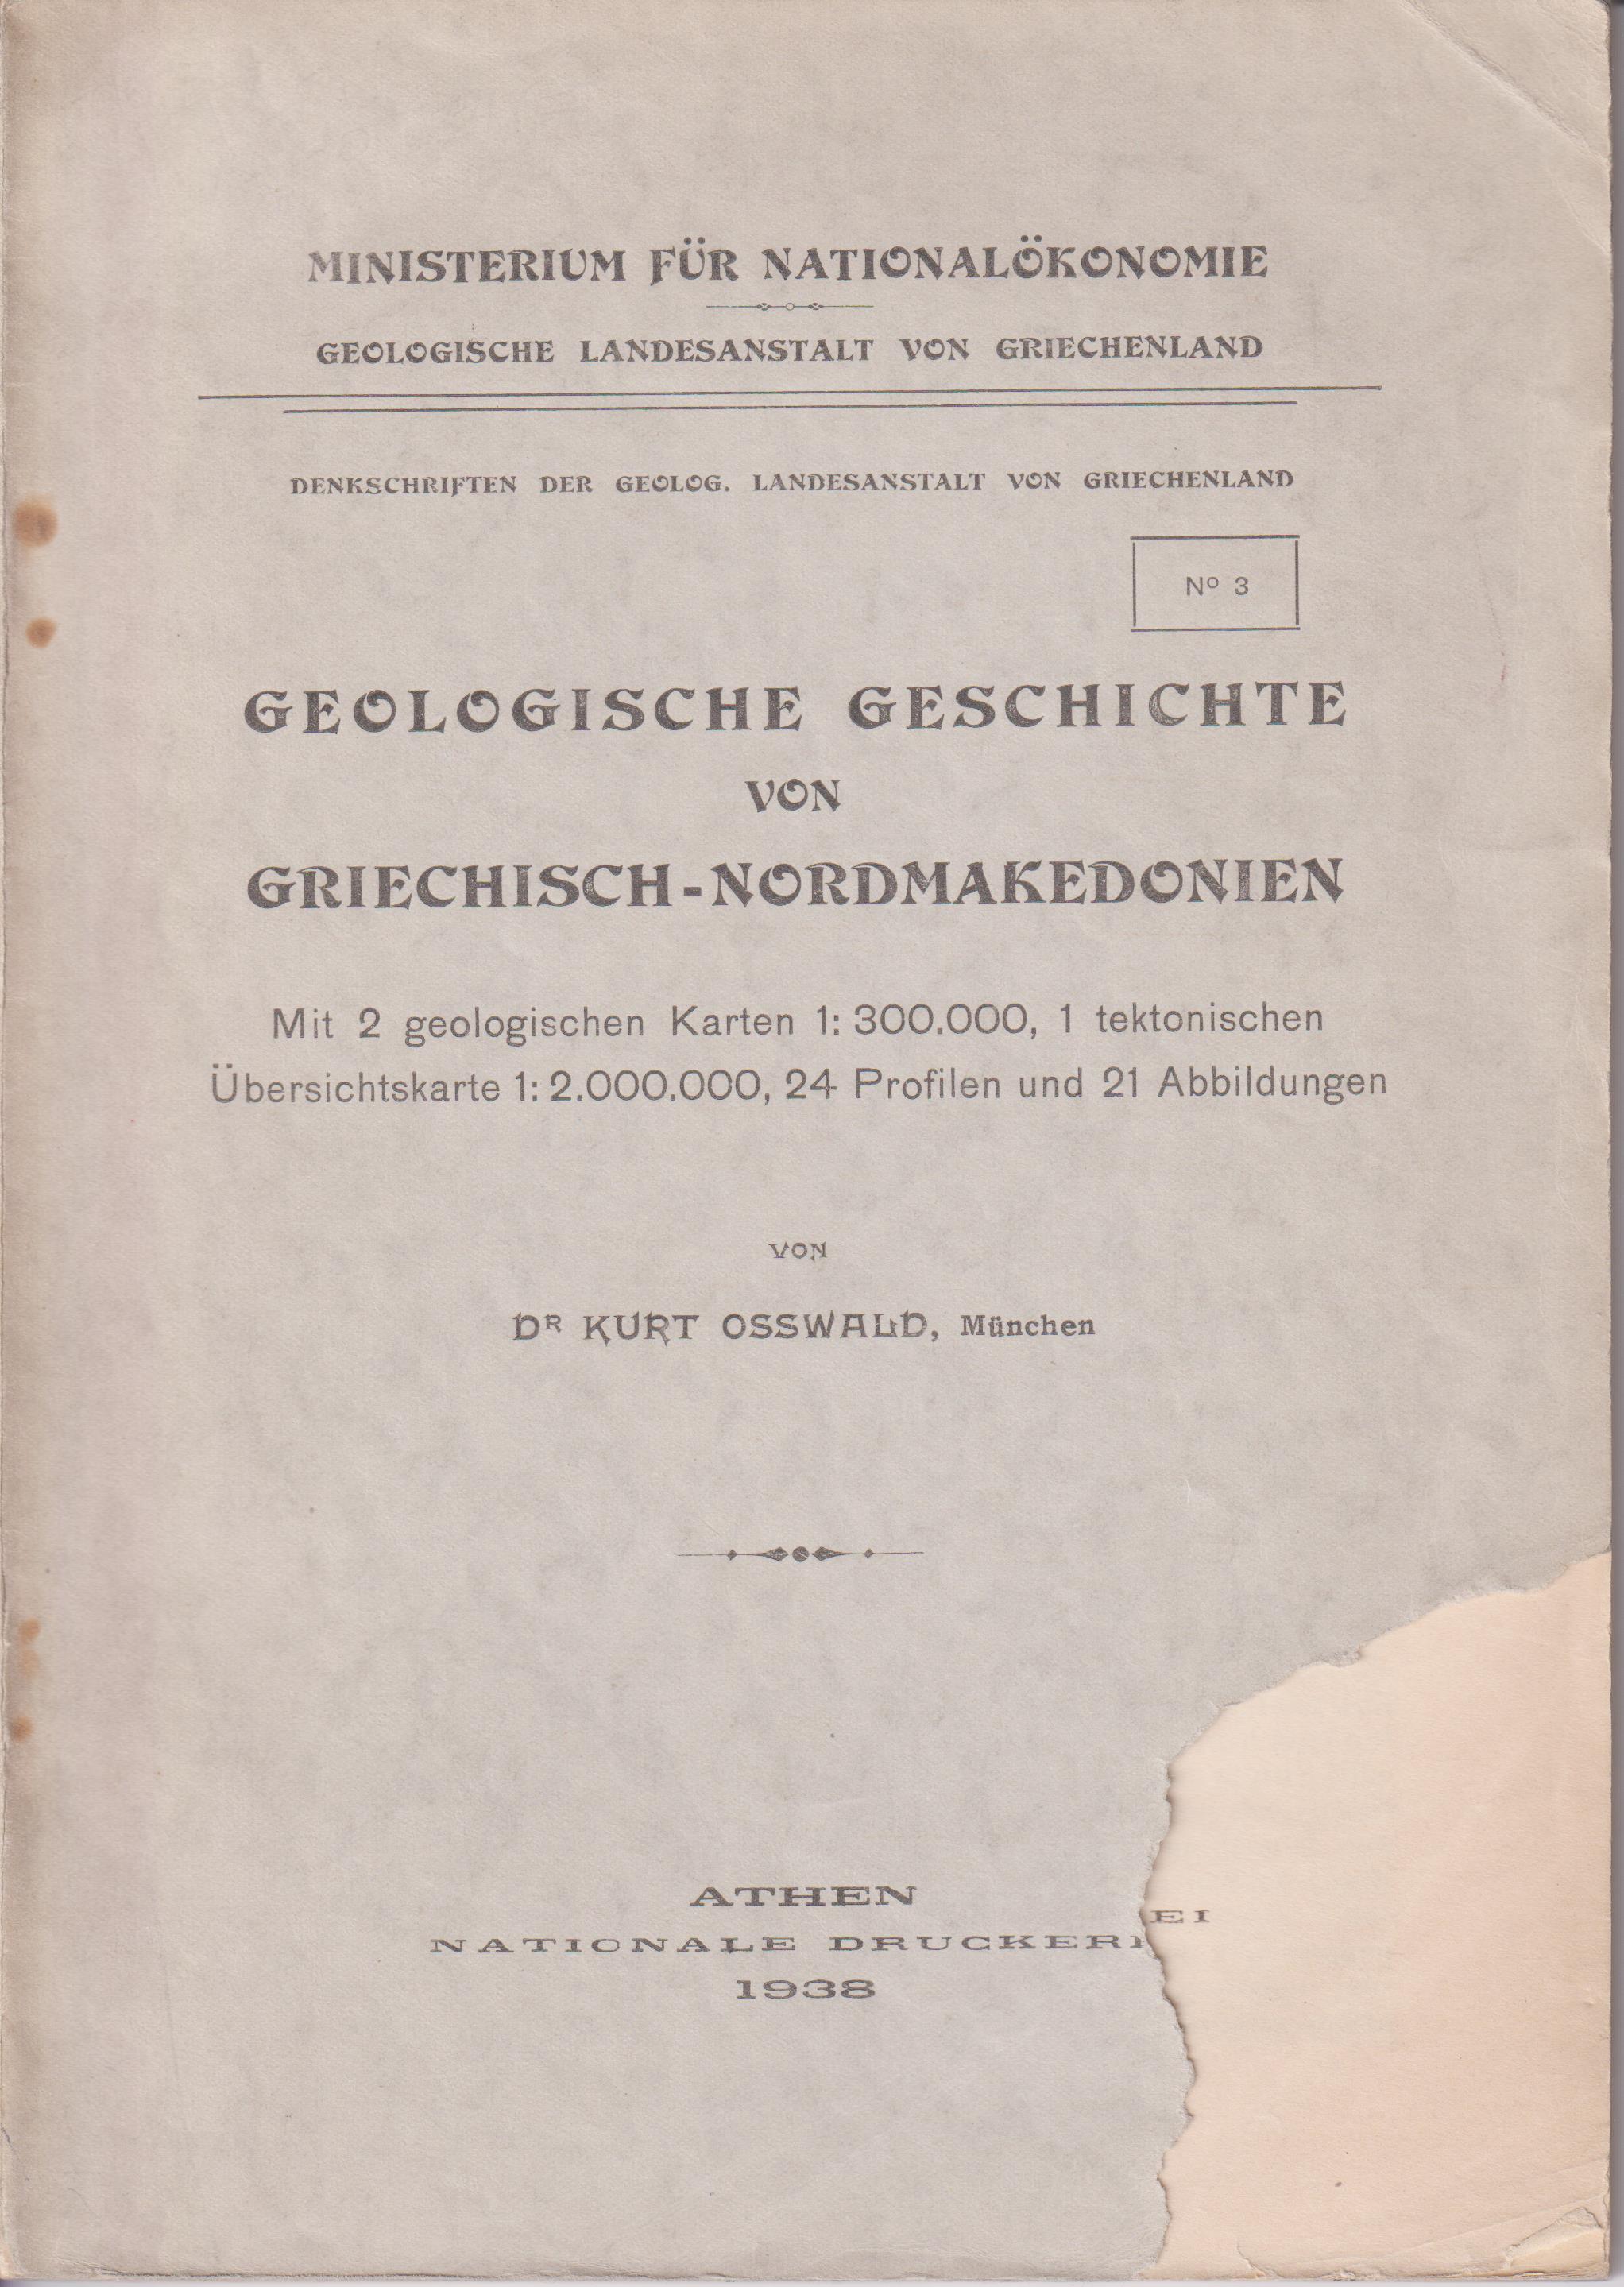 MINISTERIUM FÜR NATIONALÖKONOMIE
GEOLOGISCHE LANDESANSTALT VON GRIECHENLAND
DENKSCHRIFTEN DER GEOLOG. LANDESANSTALT VON GRIECHENLAND
Nº 3
GEOLOGISCHE GESCHICHTE
VON
GRIECHISCH-NORDMAKEDONIEN
Mit 2 geologischen Karten 1: 300.000, 1 tektonischen
Übersichtskarte 1: 2.000.000, 24 Profilen und 21 Abbildungen
VON
DR KURT OSSWALD, München
ATHEN
NATIONALE DRUCKEREI
1938